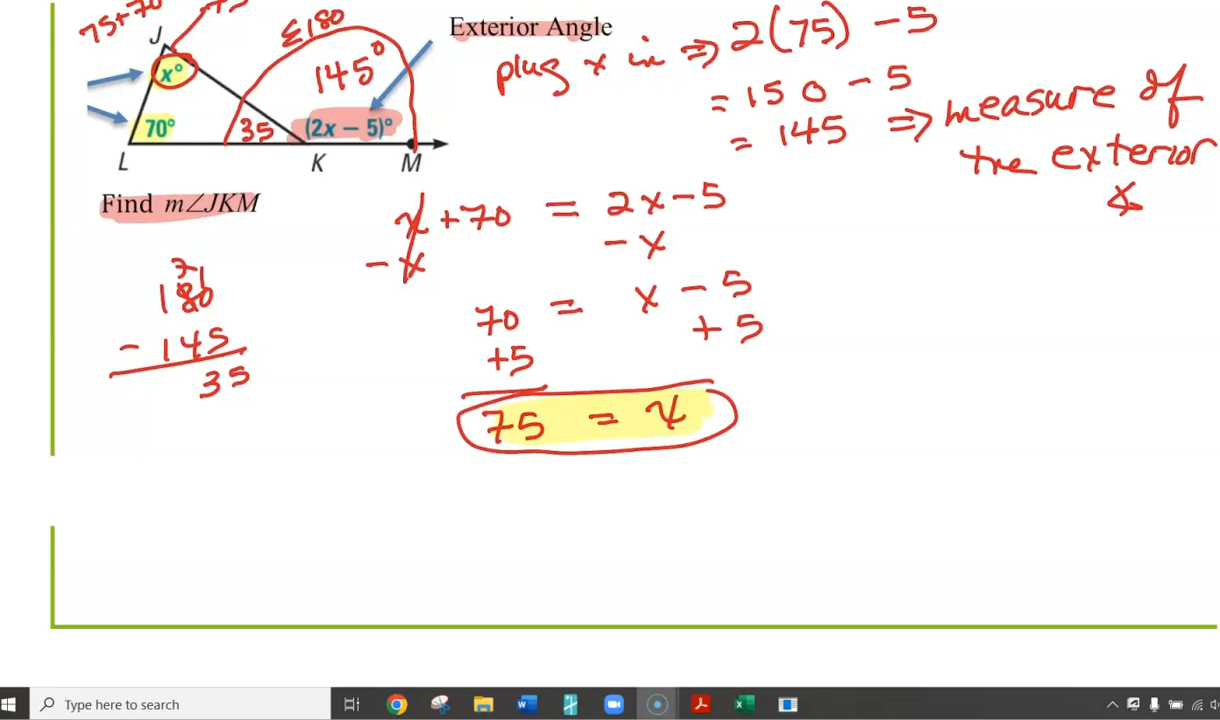 75+70
75
J
Σ180
Exterior Angle
plug x in ⇒ 2(75) - 5
x°
145°
= 150 - 5
= 145 ⇒ measure of
the exterior
∡
70°
35
(2x − 5)°
L
K
M
Find m∠JKM
x + 70 = 2x - 5
- x
- x
71
180
- 145
35
70 = x - 5
+5
+ 5
75 = x
Type here to search